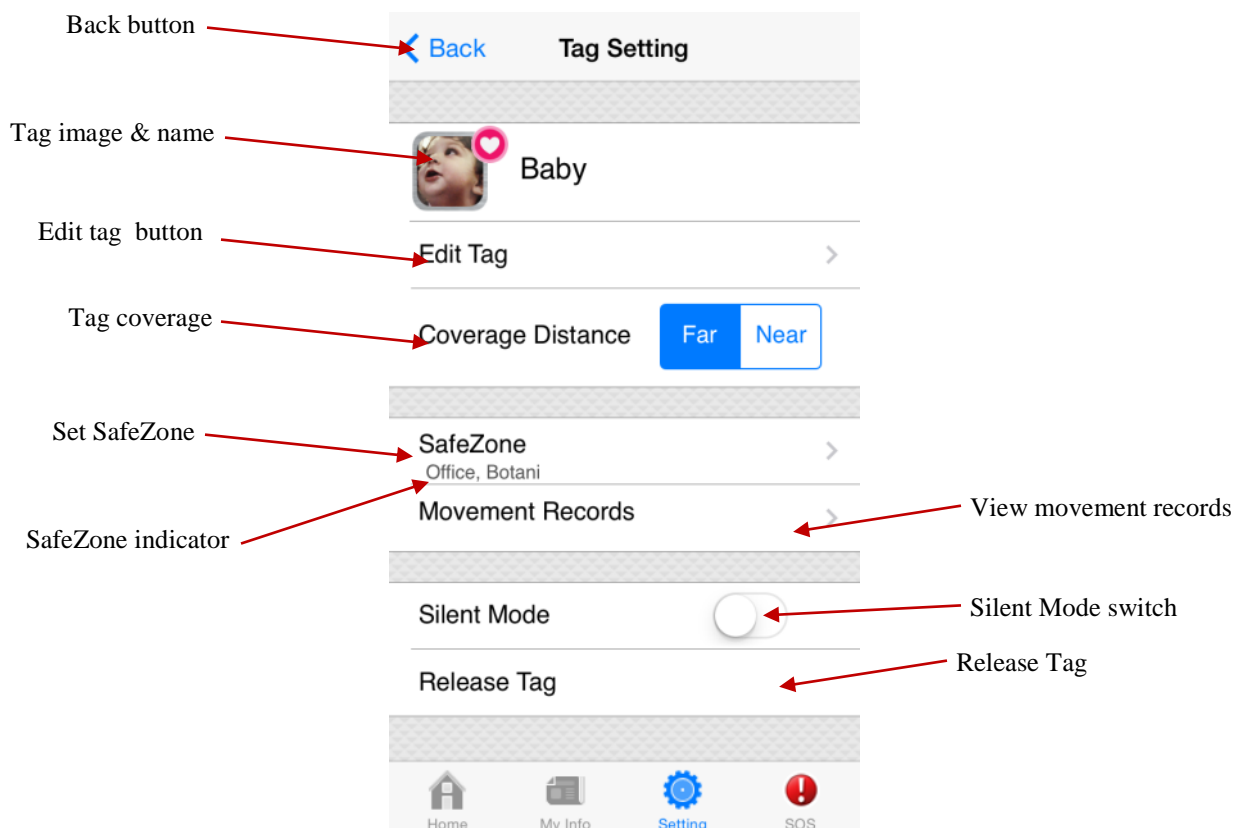 Back button
Back Tag Setting
Tag image & name
Baby
Edit tag button
Edit Tag
Tag coverage
Coverage Distance Far Near
Set SafeZone
SafeZone
Office, Botani
Movement Records
View movement records
SafeZone indicator
Silent Mode
Silent Mode switch
Release Tag
Release Tag
Home My Info Setting SOS